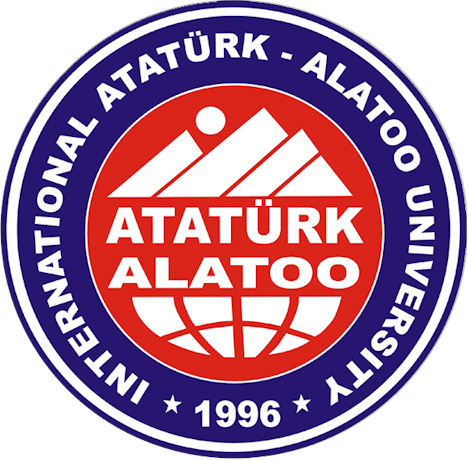 INTERNATIONAL ATATÜRK - ALATOO UNIVERSITY
ATATÜRK
ALATOO
★ 1996 ★